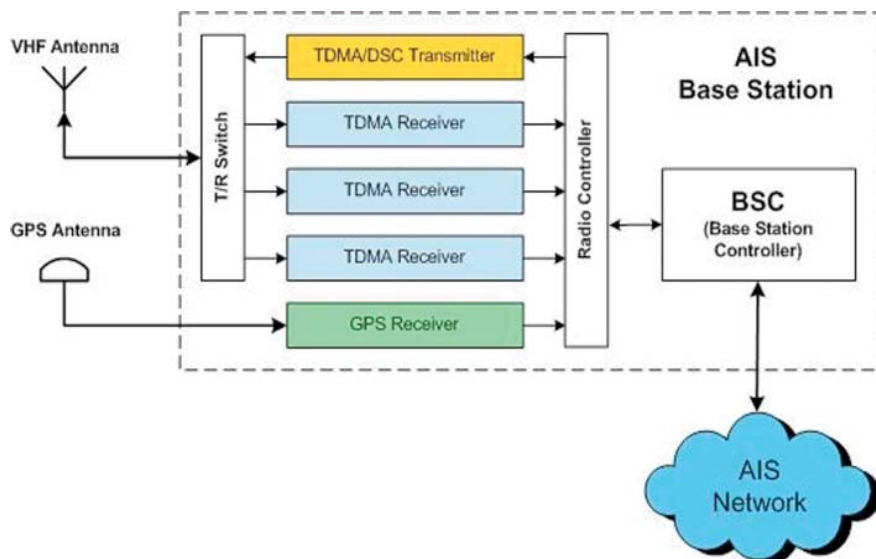 VHF Antenna
GPS Antenna
T/R Switch
TDMA/DSC Transmitter
TDMA Receiver
TDMA Receiver
TDMA Receiver
GPS Receiver
Radio Controller
AIS
Base Station
BSC
(Base Station
Controller)
AIS
Network